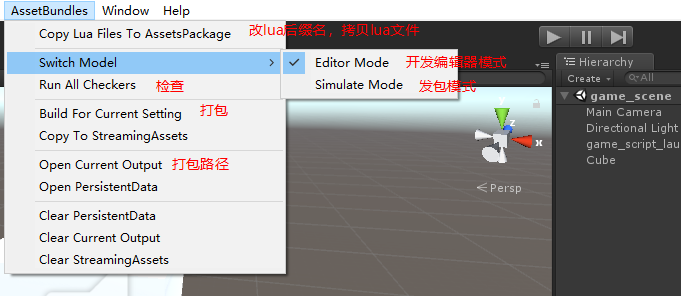 AssetBundles Window Help
Copy Lua Files To AssetsPackage 改lua后缀名，拷贝lua文件
Switch Model
Editor Mode 开发编辑器模式
Simulate Mode 发包模式
Run All Checkers 检查
Build For Current Setting 打包
Copy To StreamingAssets
Open Current Output 打包路径
Open PersistentData
Clear PersistentData
Clear Current Output
Clear StreamingAssets
y
z
x
Persp
Hierarchy
Create All
game_scene
Main Camera
Directional Light
game_script_lau
Cube